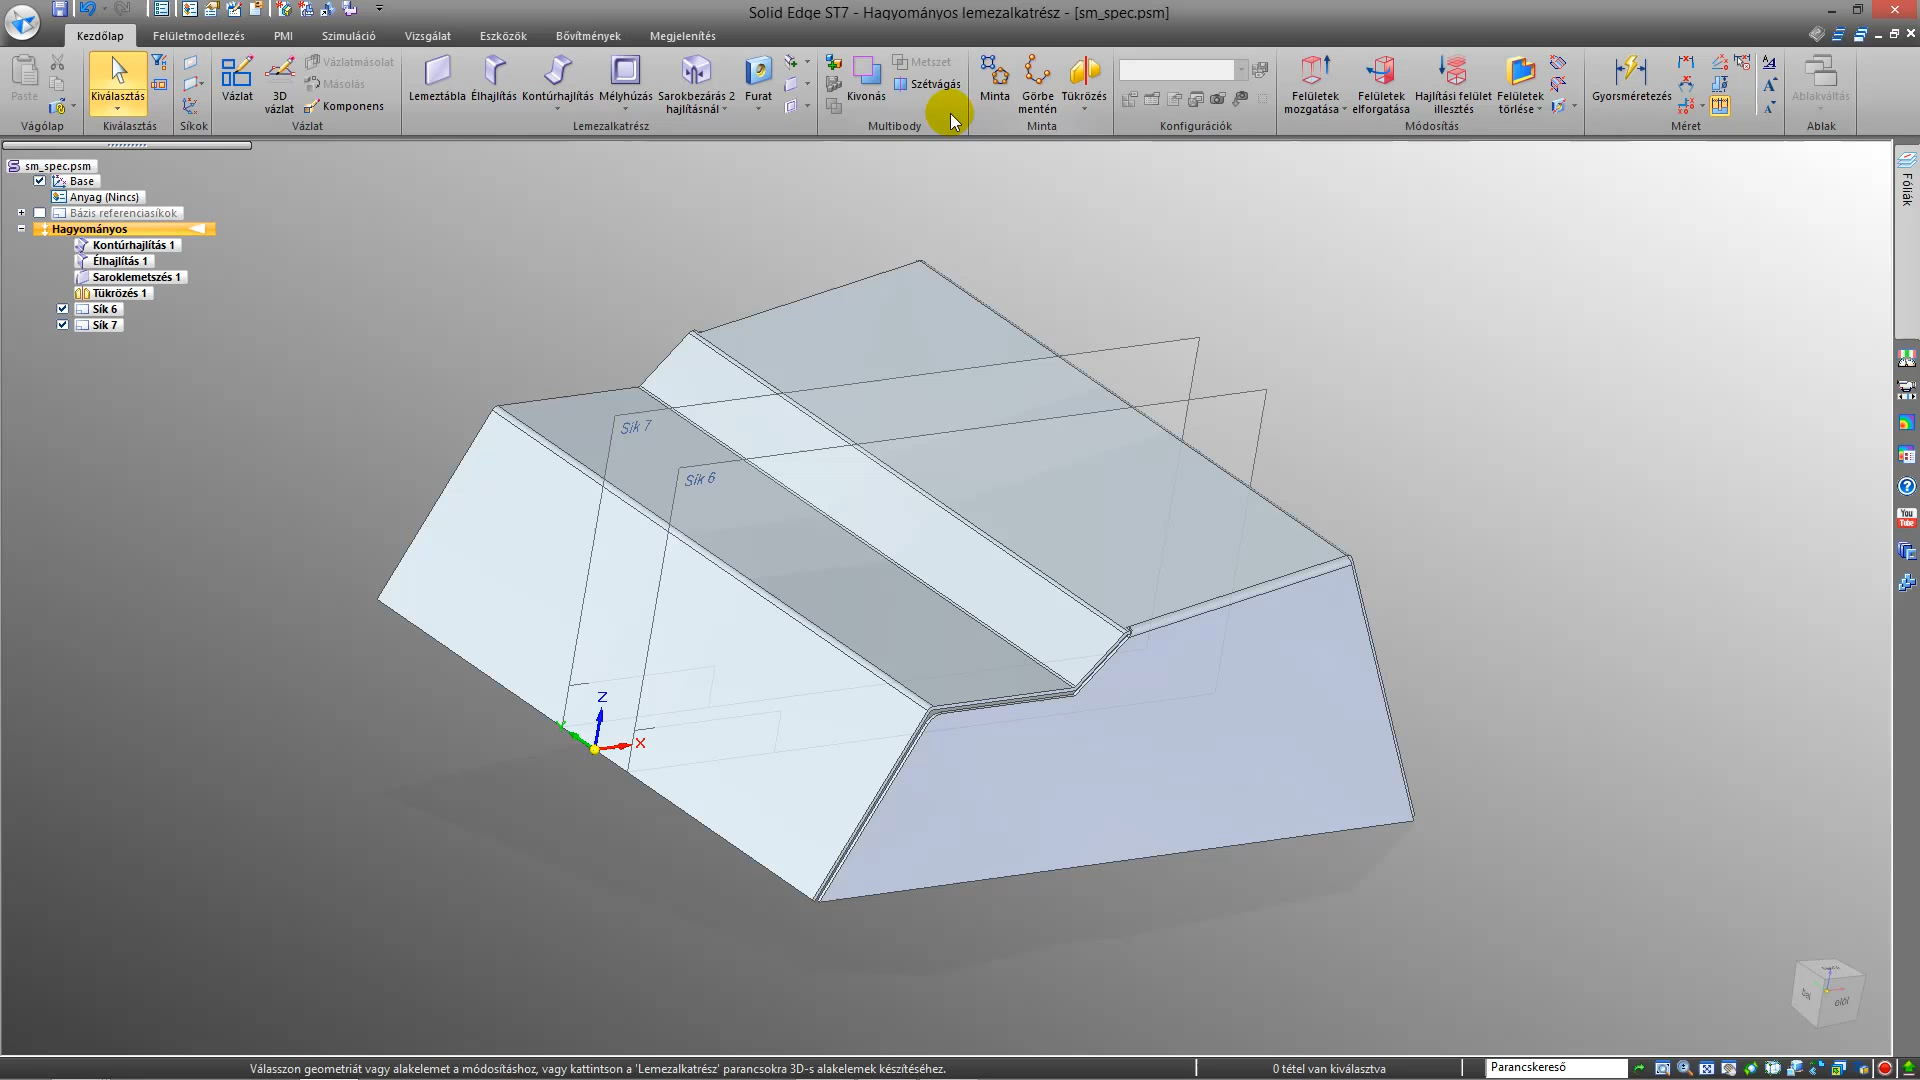 Solid Edge ST7 - Hagyományos lemezalkatrész - [sm_spec.psm]
Kezdőlap Felületmodellezés PMI Szimuláció Vizsgálat Eszközök Bővítmények Megjelenítés
Paste
Vágólap
Kiválasztás
Kiválasztás
Síkok
Vázlat
3D vázlat
Vázlatmásolat
Másolás
Komponens
Vázlat
Lemeztábla
Élhajlítás
Kontúrhajlítás
Mélyhúzás
Sarokbezárás 2 hajlításnál
Furat
Lemezalkatrész
Kivonás
Metszet
Szétvágás
Multibody
Minta
Görbe mentén
Tükrözés
Minta
Konfigurációk
Felületek mozgatása
Felületek elforgatása
Hajlítási felület illesztés
Felületek törlése
Módosítás
Gyorsméretezés
Méret
Ablakváltás
Ablak
sm_spec.psm
Base
Anyag (Nincs)
Bázis referenciasíkok
Hagyományos
Kontúrhajlítás 1
Élhajlítás 1
Saroklemetszés 1
Tükrözés 1
Sík 6
Sík 7
Sík 7
Sík 6
Z
Y
X
Fóliák
You
Tube
elöl
Válasszon geometriát vagy alakelemet a módosításhoz, vagy kattintson a 'Lemezalkatrész' parancsokra 3D-s alakelemek készítéséhez.
0 tétel van kiválasztva
Parancskereső